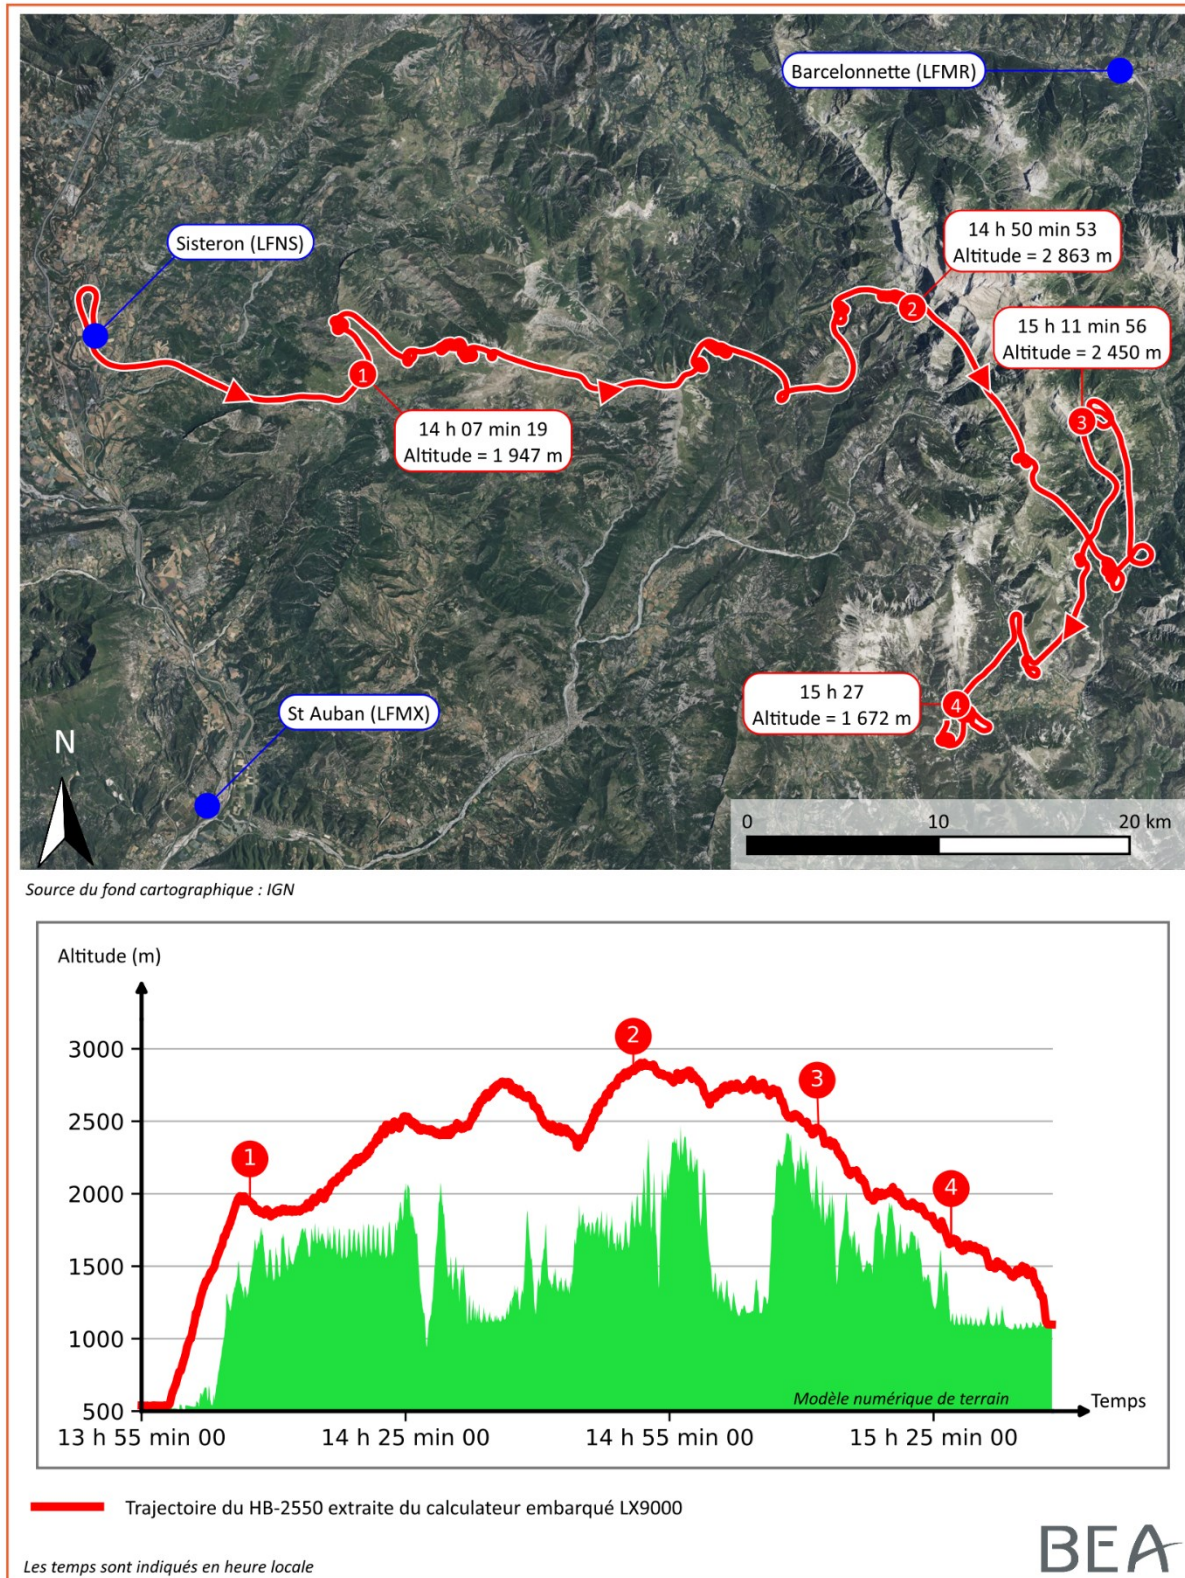 Barcelonnette (LFMR)
Sisteron (LFNS)
14 h 50 min 53
Altitude = 2 863 m
2
15 h 11 min 56
Altitude = 2 450 m
3
1
14 h 07 min 19
Altitude = 1 947 m
15 h 27
Altitude = 1 672 m
4
St Auban (LFMX)
N
0 10 20 km
Source du fond cartographique : IGN
Altitude (m)
3000
2500
2000
1500
1000
500
1
2
3
4
Modèle numérique de terrain
Temps
13 h 55 min 00 14 h 25 min 00 14 h 55 min 00 15 h 25 min 00
Trajectoire du HB-2550 extraite du calculateur embarqué LX9000
Les temps sont indiqués en heure locale
BEA